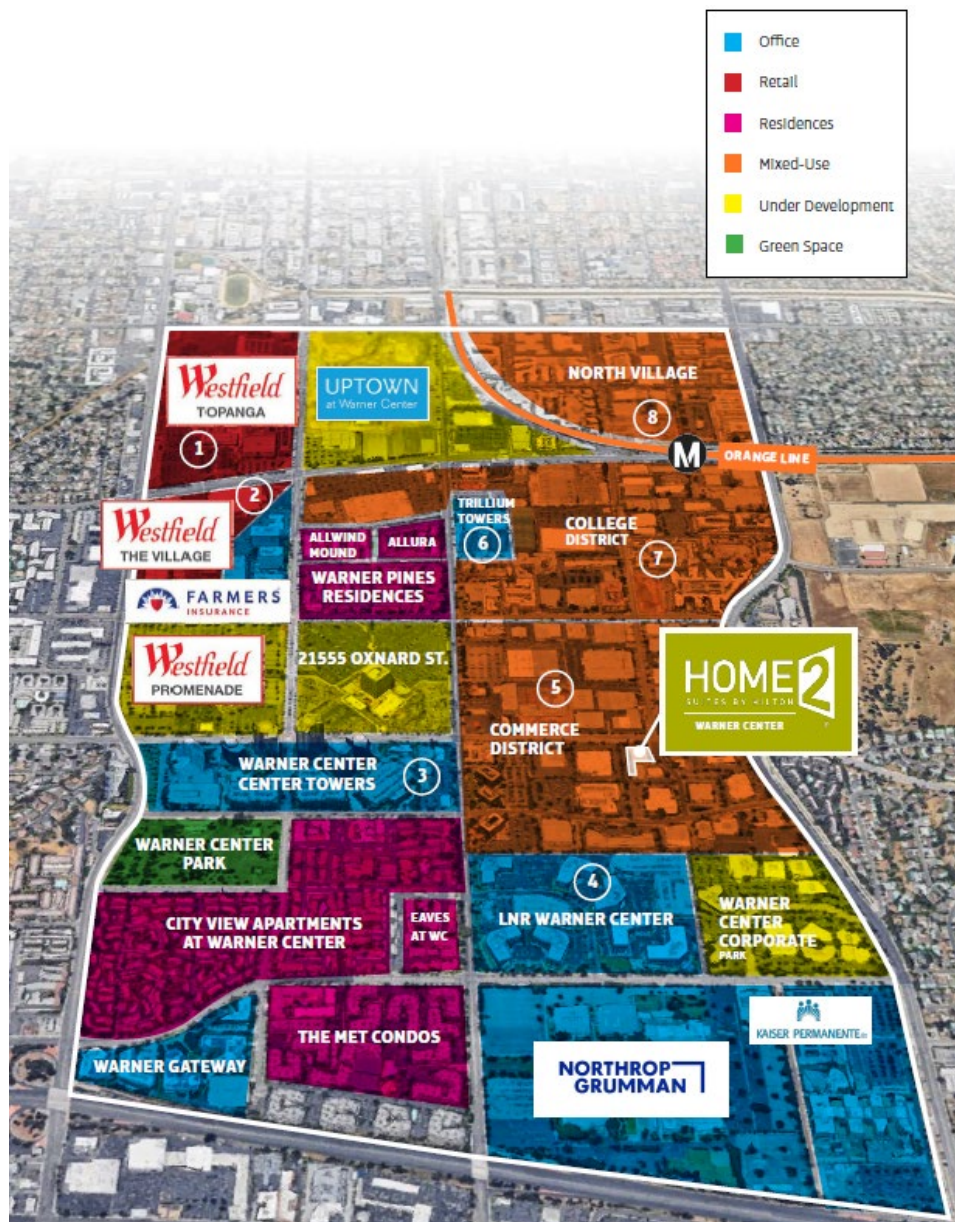 Office
Retail
Residences
Mixed-Use
Under Development
Green Space
Westfield
TOPANGA
1
UPTOWN
at Warner Center
NORTH VILLAGE
8
M
ORANGE LINE
2
Westfield
THE VILLAGE
FARMERS
INSURANCE
ALLWIND
MOUND
ALLURA
WARNER PINES
RESIDENCES
TRILLIUM
TOWERS
6
COLLEGE
DISTRICT
7
Westfield
PROMENADE
21555 OXNARD ST.
5
COMMERCE
DISTRICT
HOME2
SUITES BY HILTON
WARNER CENTER
WARNER CENTER
CENTER TOWERS
3
WARNER CENTER
PARK
CITY VIEW APARTMENTS
AT WARNER CENTER
EAVES
AT WC
4
LNR WARNER CENTER
WARNER
CENTER
CORPORATE
PARK
WARNER GATEWAY
THE MET CONDOS
NORTHROP
GRUMMAN
KAISER PERMANENTE